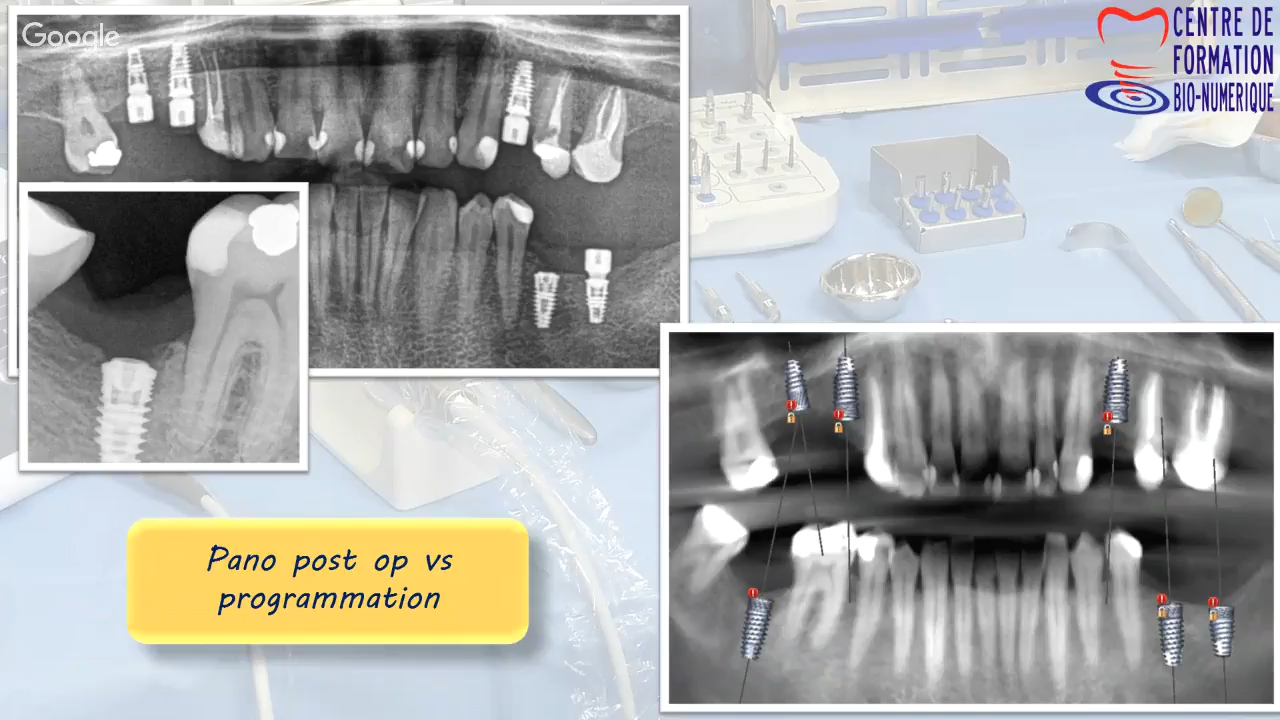 Google
CENTRE DE
FORMATION
BIO-NUMERIQUE
Pano post op vs
programmation